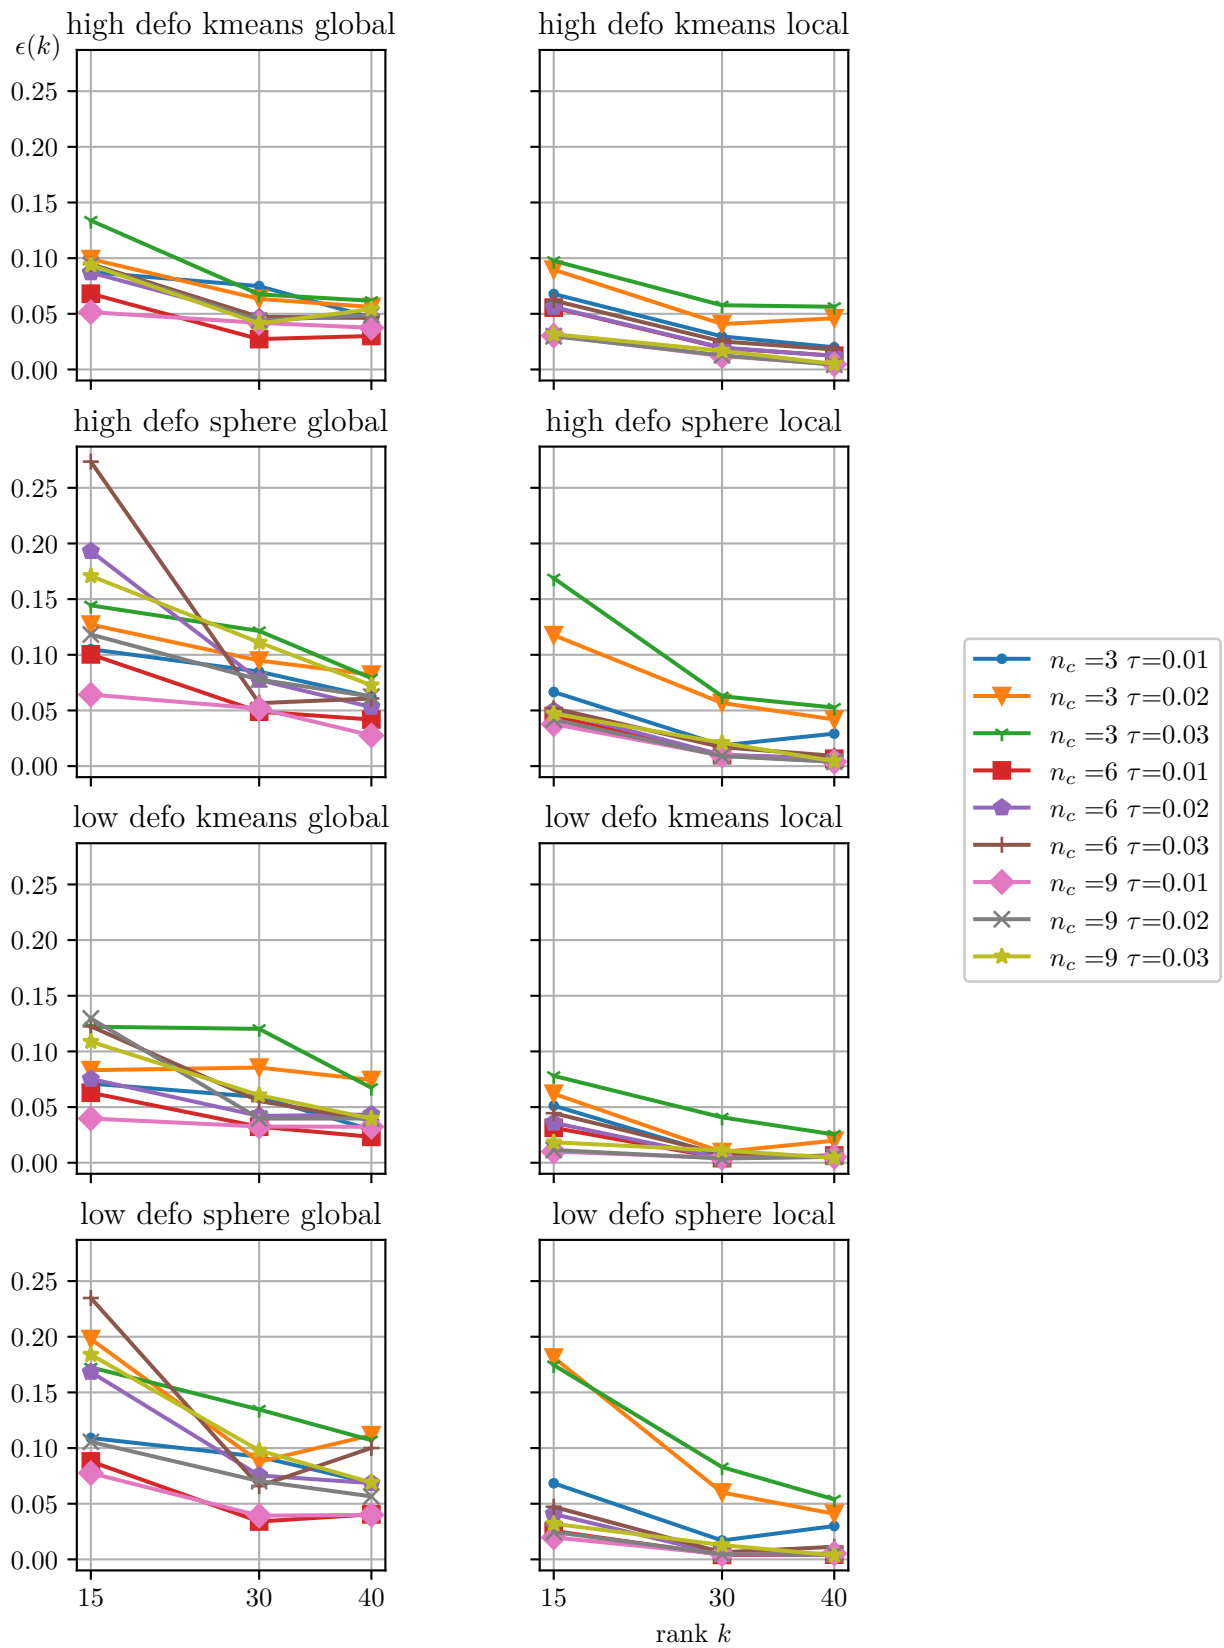 high defo kmeans global
high defo kmeans local
ϵ(k)
0.25
0.20
0.15
0.10
0.05
0.00
high defo sphere global
high defo sphere local
0.25
0.20
0.15
0.10
0.05
0.00
n_c =3 τ=0.01
n_c =3 τ=0.02
n_c =3 τ=0.03
n_c =6 τ=0.01
n_c =6 τ=0.02
n_c =6 τ=0.03
n_c =9 τ=0.01
n_c =9 τ=0.02
n_c =9 τ=0.03
low defo kmeans global
low defo kmeans local
0.25
0.20
0.15
0.10
0.05
0.00
low defo sphere global
low defo sphere local
0.25
0.20
0.15
0.10
0.05
0.00
15 30 40
15 30 40
rank k